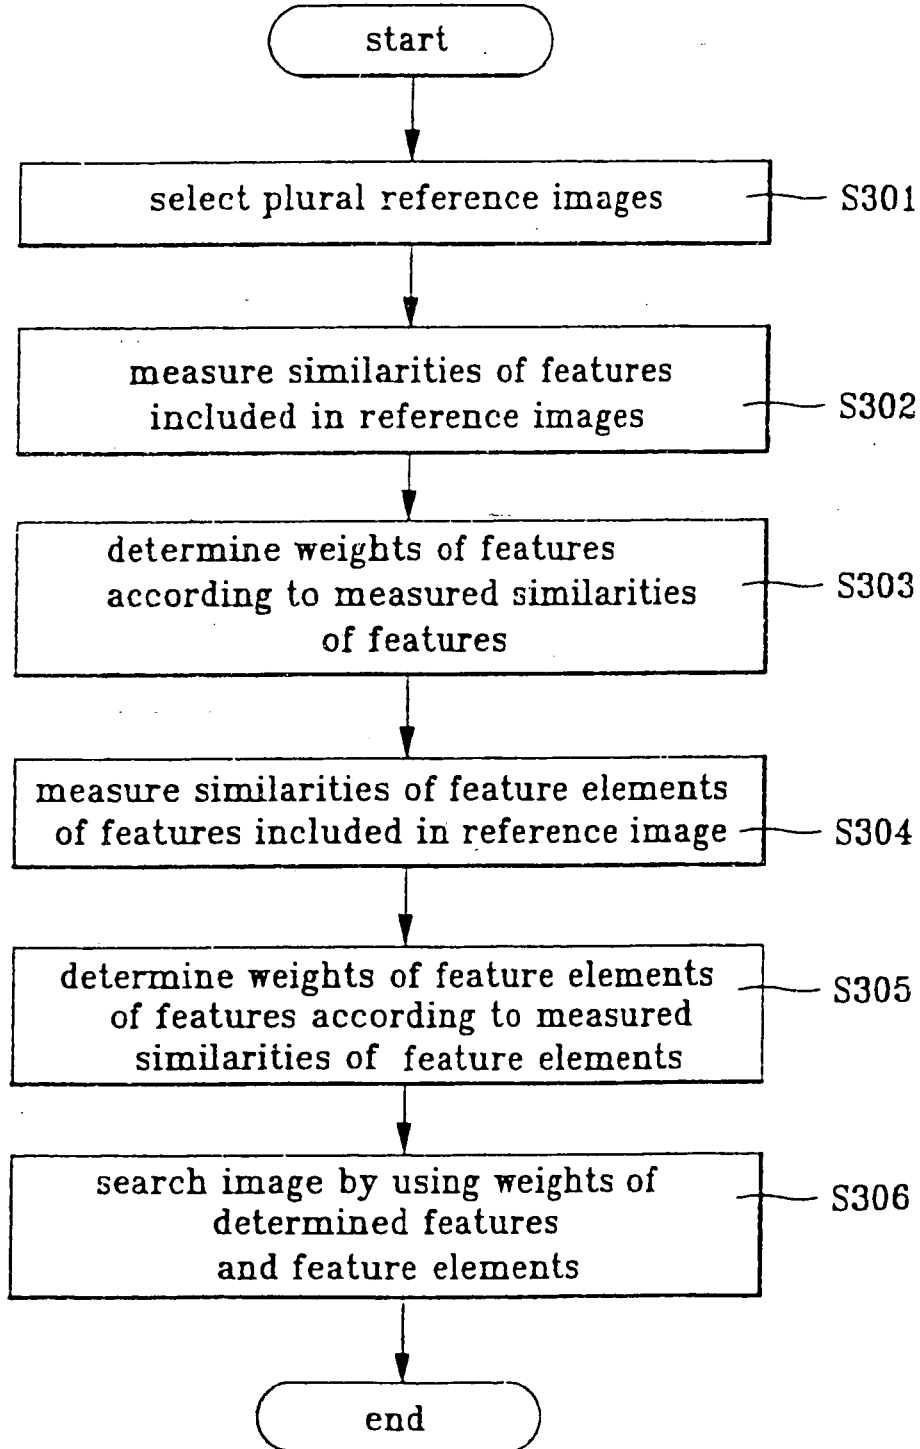 start
select plural reference images
S301
measure similarities of features
included in reference images
S302
determine weights of features
according to measured similarities
of features
S303
measure similarities of feature elements
of features included in reference image
S304
determine weights of feature elements
of features according to measured
similarities of feature elements
S305
search image by using weights of
determined features
and feature elements
S306
end